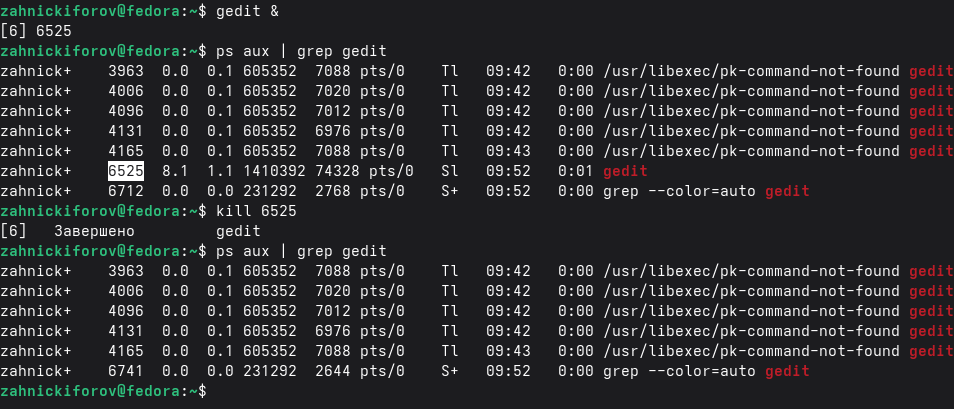 zahnickiforov@fedora:~$ gedit &
[6] 6525
zahnickiforov@fedora:~$ ps aux | grep gedit
zahnick+    3963  0.0  0.1 605352  7088 pts/0    Tl   09:42   0:00 /usr/libexec/pk-command-not-found gedit
zahnick+    4006  0.0  0.1 605352  7020 pts/0    Tl   09:42   0:00 /usr/libexec/pk-command-not-found gedit
zahnick+    4096  0.0  0.1 605352  7012 pts/0    Tl   09:42   0:00 /usr/libexec/pk-command-not-found gedit
zahnick+    4131  0.0  0.1 605352  6976 pts/0    Tl   09:42   0:00 /usr/libexec/pk-command-not-found gedit
zahnick+    4165  0.0  0.1 605352  7088 pts/0    Tl   09:43   0:00 /usr/libexec/pk-command-not-found gedit
zahnick+    6525  8.1  1.1 1410392 74328 pts/0   Sl   09:52   0:01 gedit
zahnick+    6712  0.0  0.0 231292  2768 pts/0    S+   09:52   0:00 grep --color=auto gedit
zahnickiforov@fedora:~$ kill 6525
[6]   Завершено         gedit
zahnickiforov@fedora:~$ ps aux | grep gedit
zahnick+    3963  0.0  0.1 605352  7088 pts/0    Tl   09:42   0:00 /usr/libexec/pk-command-not-found gedit
zahnick+    4006  0.0  0.1 605352  7020 pts/0    Tl   09:42   0:00 /usr/libexec/pk-command-not-found gedit
zahnick+    4096  0.0  0.1 605352  7012 pts/0    Tl   09:42   0:00 /usr/libexec/pk-command-not-found gedit
zahnick+    4131  0.0  0.1 605352  6976 pts/0    Tl   09:42   0:00 /usr/libexec/pk-command-not-found gedit
zahnick+    4165  0.0  0.1 605352  7088 pts/0    Tl   09:43   0:00 /usr/libexec/pk-command-not-found gedit
zahnick+    6741  0.0  0.0 231292  2644 pts/0    S+   09:52   0:00 grep --color=auto gedit
zahnickiforov@fedora:~$